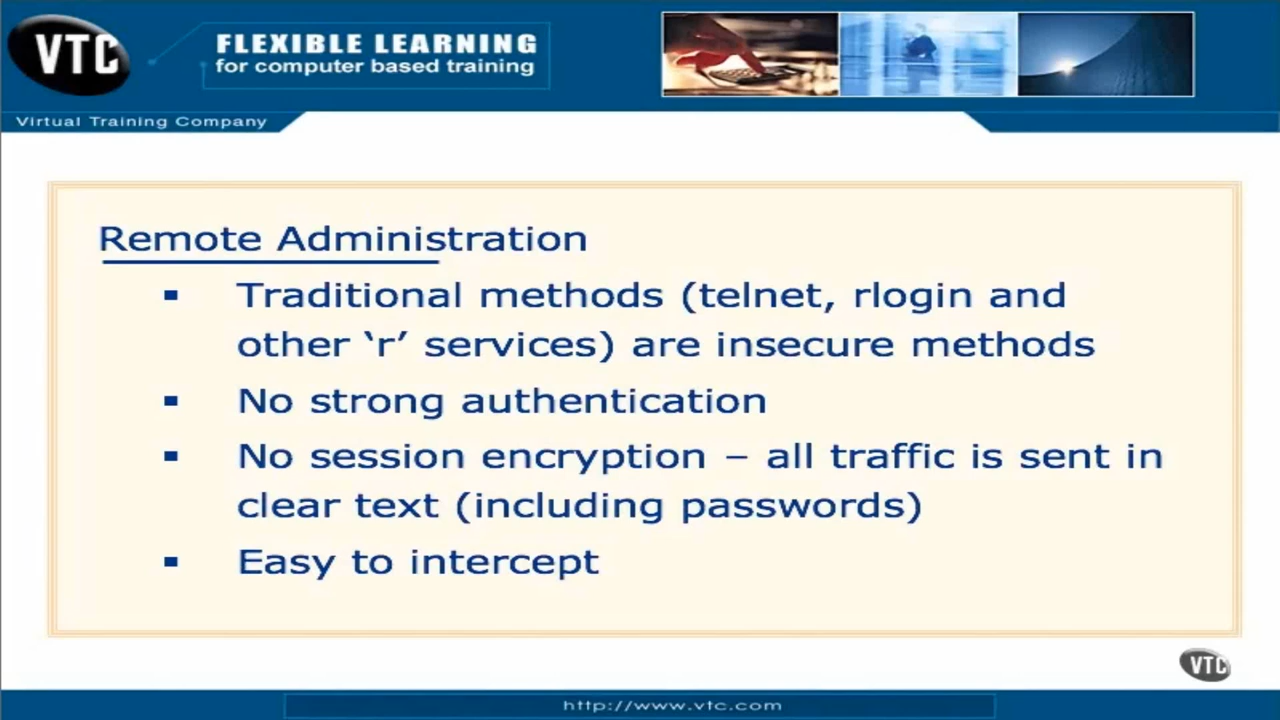 VTC
FLEXIBLE LEARNING
for computer based training
Virtual Training Company
Remote Administration
▪ Traditional methods (telnet, rlogin and
other ‘r’ services) are insecure methods
▪ No strong authentication
▪ No session encryption – all traffic is sent in
clear text (including passwords)
▪ Easy to intercept
VTC
http://www.vtc.com